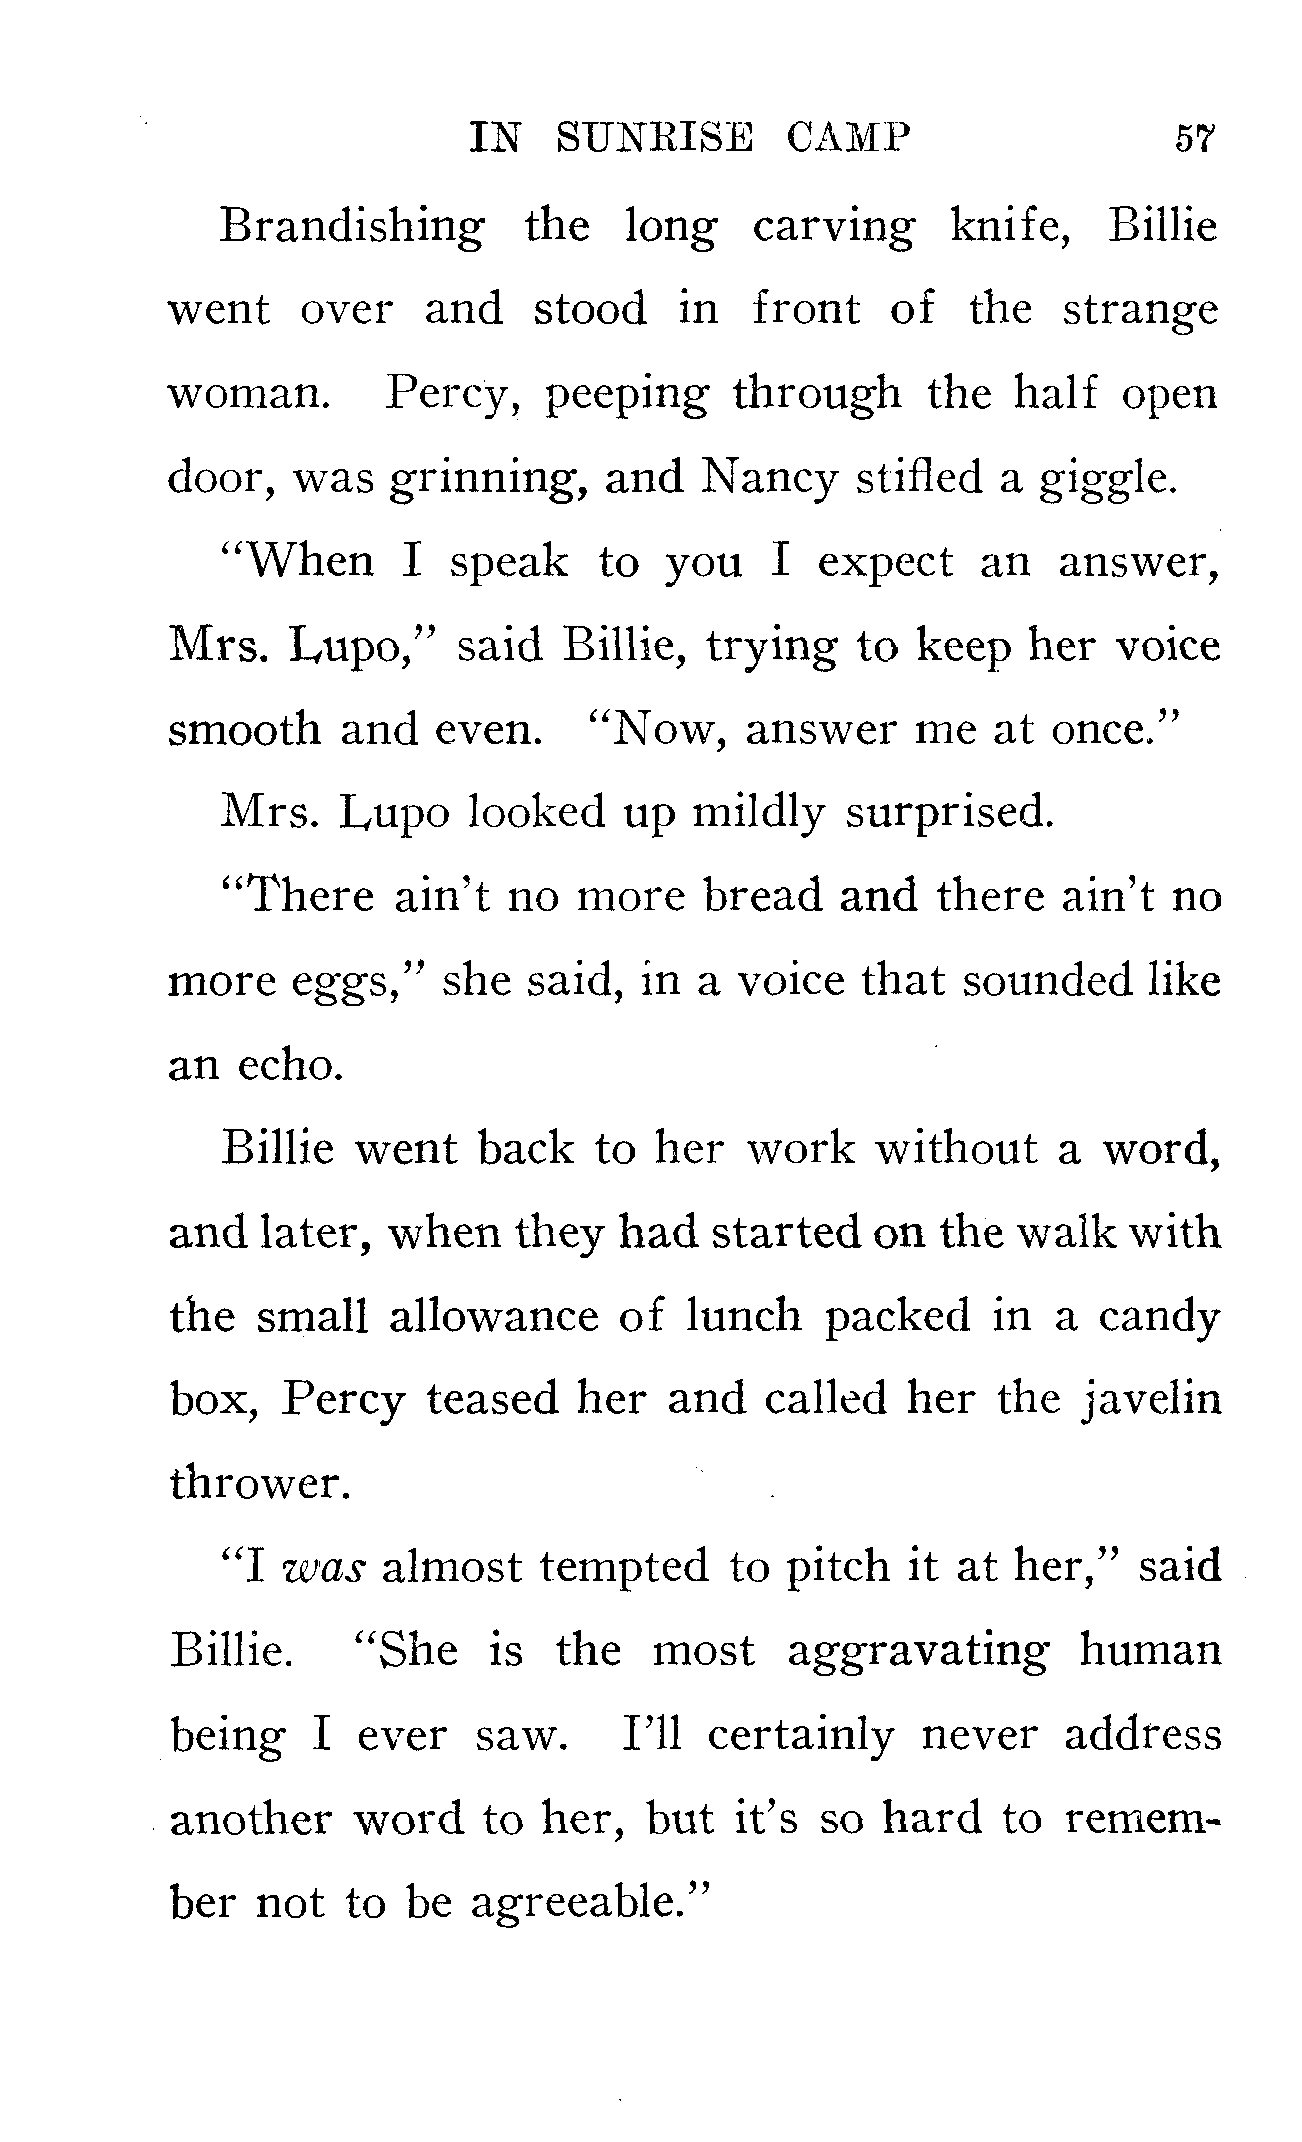 IN SUNRISE CAMP 57
Brandishing the long carving knife, Billie
went over and stood in front of the strange
woman. Percy, peeping through the half open
door, was grinning, and Nancy stifled a giggle.
“When I speak to you I expect an answer,
Mrs. Lupo,” said Billie, trying to keep her voice
smooth and even. “Now, answer me at once.”
Mrs. Lupo looked up mildly surprised.
“There ain’t no more bread and there ain’t no
more eggs,” she said, in a voice that sounded like
an echo.
Billie went back to her work without a word,
and later, when they had started on the walk with
the small allowance of lunch packed in a candy
box, Percy teased her and called her the javelin
thrower.
“I was almost tempted to pitch it at her,” said
Billie. “She is the most aggravating human
being I ever saw. I’ll certainly never address
another word to her, but it’s so hard to remem-
ber not to be agreeable.”